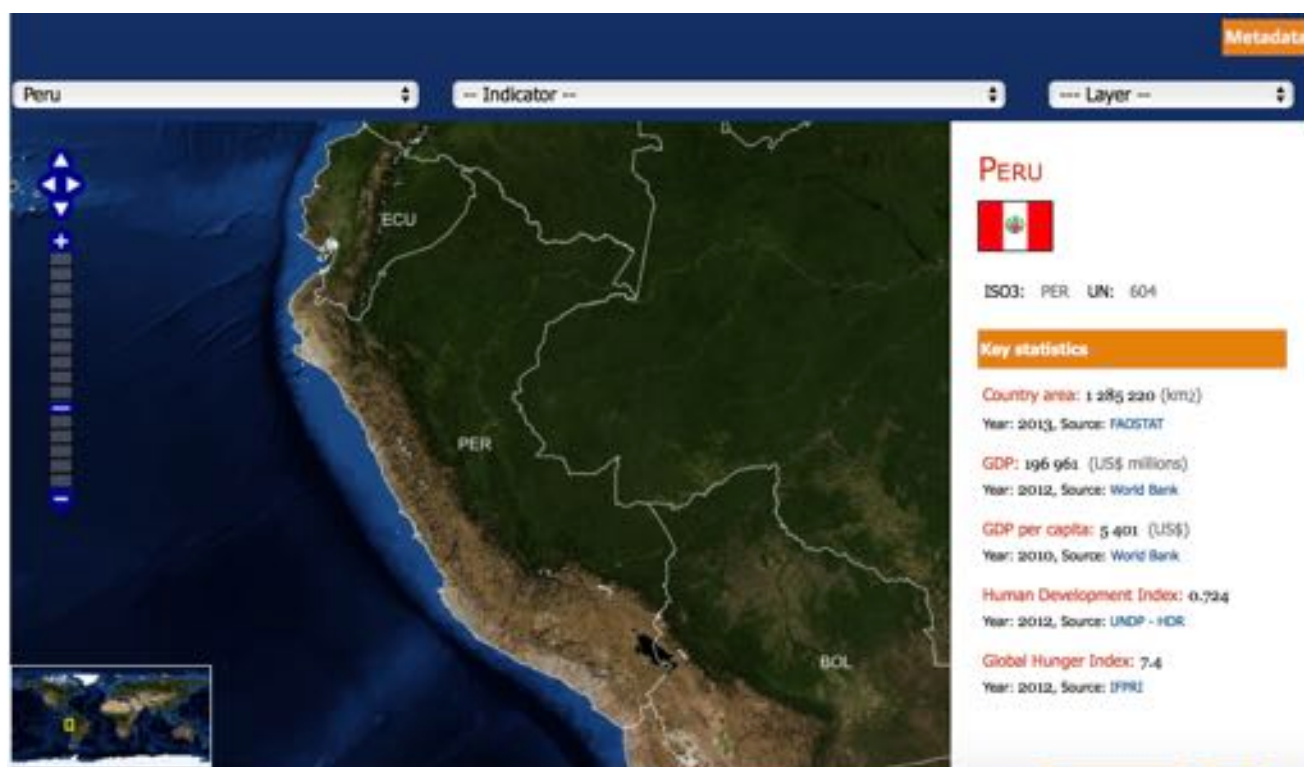 Metadata
Peru
-- Indicator --
--- Layer --
PERU
ECU
ISO3: PER UN: 604
Key statistics
Country area: 1 285 220 (km2)
Year: 2013, Source: FAOSTAT
PER
GDP: 196 961 (US$ millions)
Year: 2012, Source: World Bank
GDP per capita: 5 401 (US$)
Year: 2010, Source: World Bank
Human Development Index: 0.724
Year: 2012, Source: UNDP - HDR
BOL
Global Hunger Index: 7.4
Year: 2012, Source: IFPRI